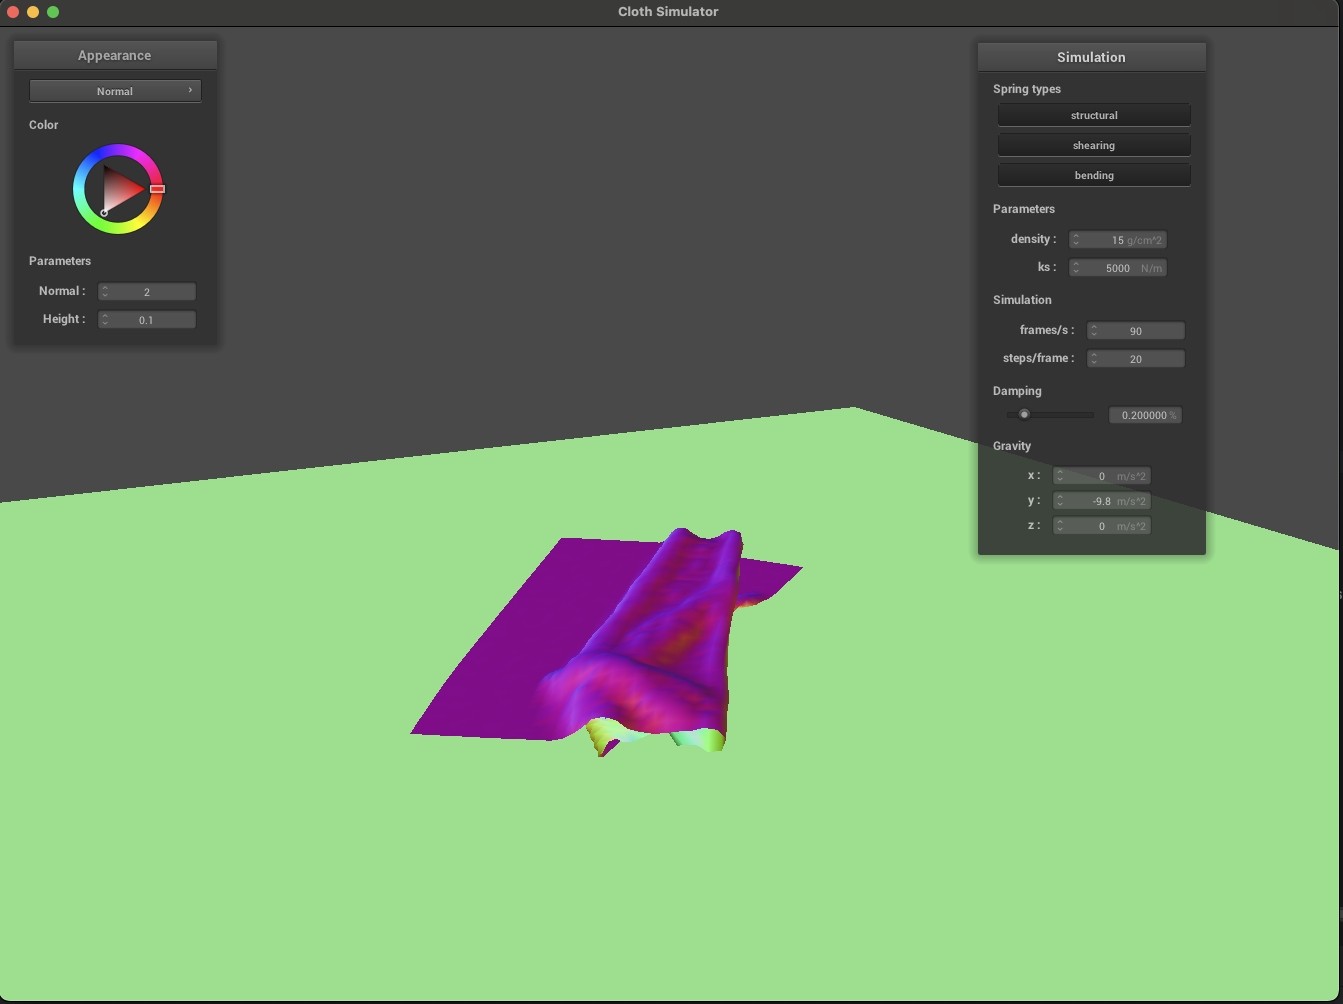 Cloth Simulator
Appearance
Normal
Color
Parameters
Normal :
2
Height :
0.1
Simulation
Spring types
structural
shearing
bending
Parameters
density :
15 g/cm^2
ks :
5000 N/m
Simulation
frames/s :
90
steps/frame :
20
Damping
0.200000 %
Gravity
x :
0 m/s^2
y :
-9.8 m/s^2
z :
0 m/s^2